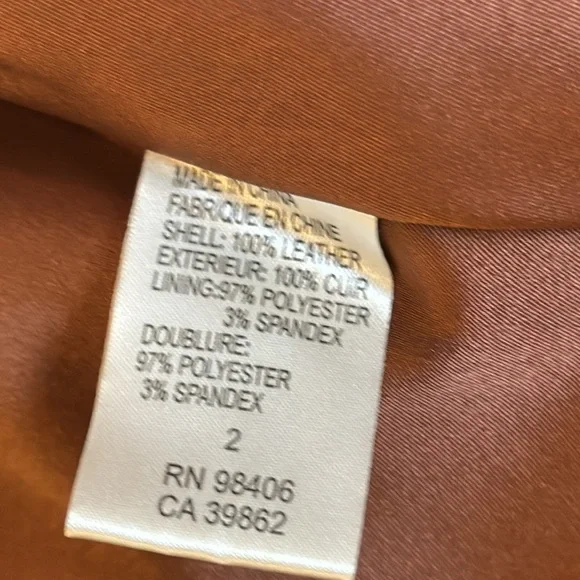 MADE IN CHINA
FABRIQUE EN CHINE
SHELL: 100% LEATHER
EXTERIEUR: 100% CUIR
LINING:97% POLYESTER
3% SPANDEX
DOUBLURE:
97% POLYESTER
3% SPANDEX
2
RN 98406
CA 39862